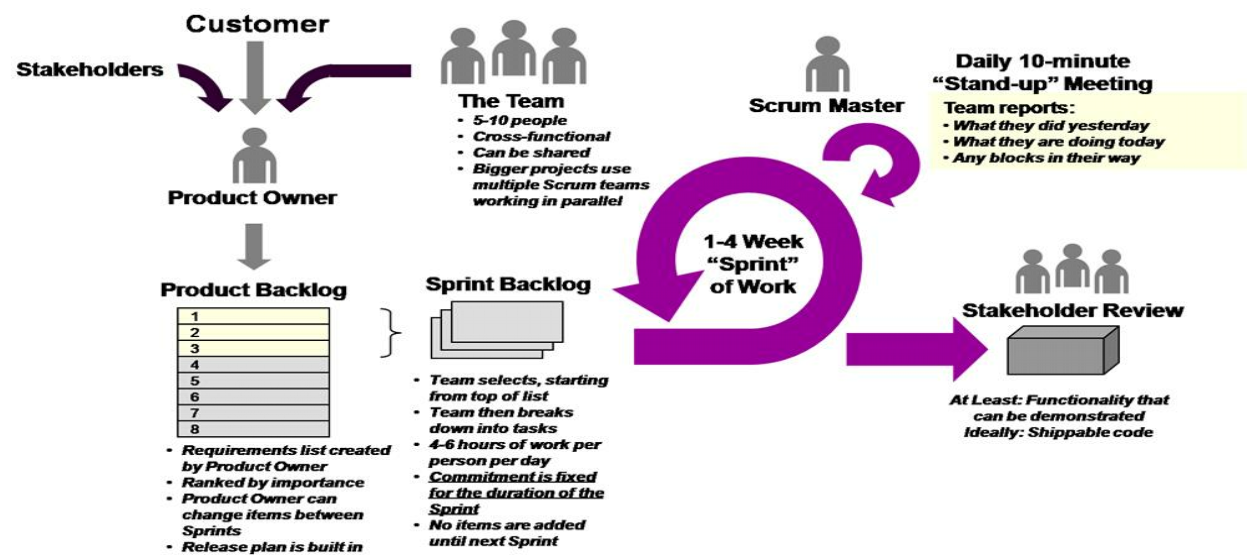 Customer
Stakeholders
The Team
• 5-10 people
• Cross-functional
• Can be shared
• Bigger projects use
multiple Scrum teams
working in parallel
Product Owner
Scrum Master
Daily 10-minute
“Stand-up” Meeting
Team reports:
• What they did yesterday
• What they are doing today
• Any blocks in their way
1-4 Week
“Sprint”
of Work
Product Backlog
1
2
3
4
5
6
7
8
• Requirements list created
by Product Owner
• Ranked by importance
• Product Owner can
change items between
Sprints
• Release plan is built in
Sprint Backlog
• Team selects, starting
from top of list
• Team then breaks
down into tasks
• 4-6 hours of work per
person per day
• Commitment is fixed
for the duration of the
Sprint
• No items are added
until next Sprint
Stakeholder Review
At Least: Functionality that
can be demonstrated
Ideally: Shippable code